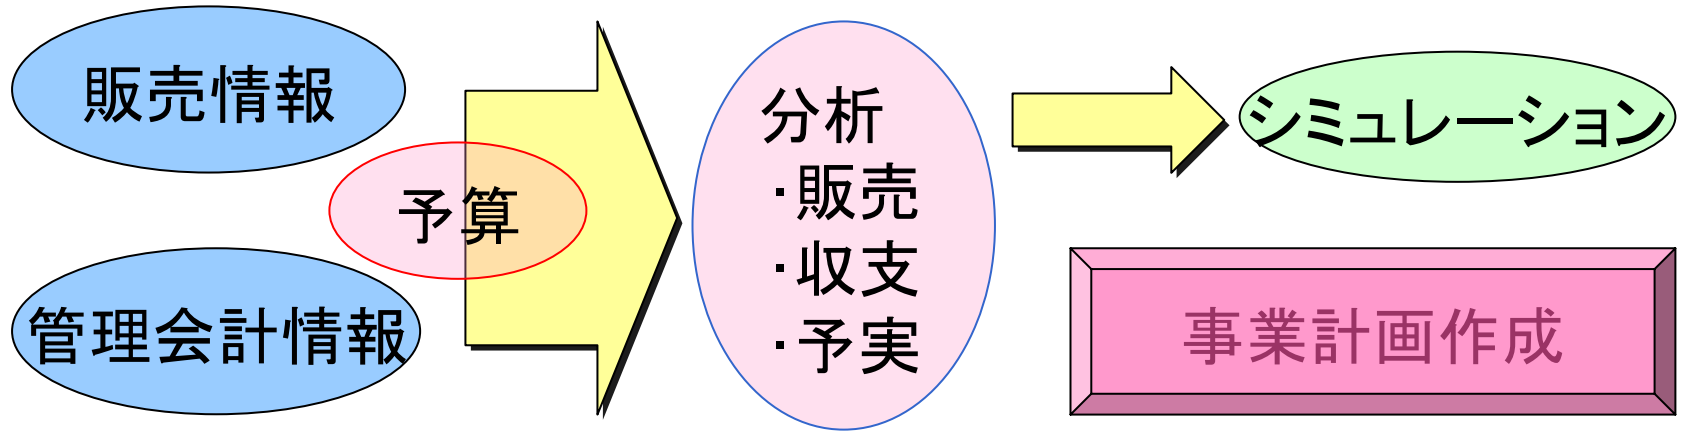 販売情報
予算
管理会計情報
分析
・販売
・収支
・予実
シミュレーション
事業計画作成